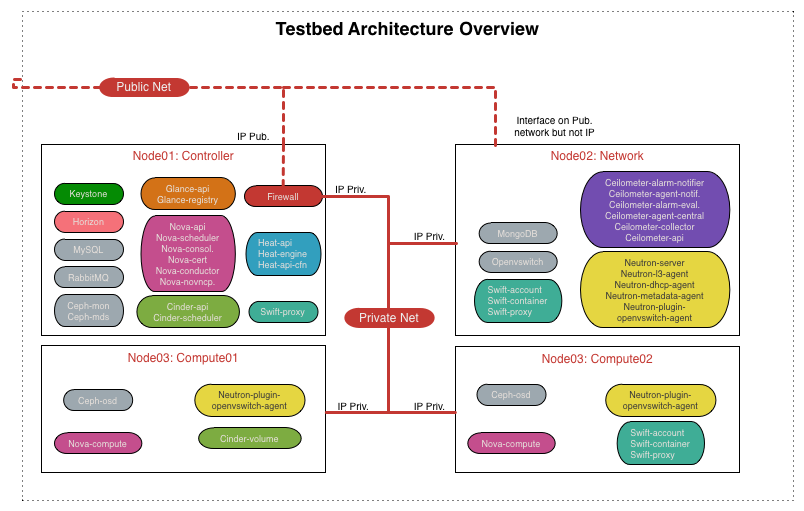 Testbed Architecture Overview
Public Net
Interface on Pub.
network but not IP
IP Pub.
Node01: Controller
Keystone
Horizon
MySQL
RabbitMQ
Ceph-mon
Ceph-mds
Glance-api
Glance-registry
Nova-api
Nova-scheduler
Nova-consol.
Nova-cert
Nova-conductor
Nova-novncp.
Cinder-api
Cinder-scheduler
Firewall
Heat-api
Heat-engine
Heat-api-cfn
Swift-proxy
IP Priv.
IP Priv.
Private Net
Node02: Network
MongoDB
Openvswitch
Swift-account
Swift-container
Swift-proxy
Ceilometer-alarm-notifier
Ceilometer-agent-notif.
Ceilometer-alarm-eval.
Ceilometer-agent-central
Ceilometer-collector
Ceilometer-api
Neutron-server
Neutron-l3-agent
Neutron-dhcp-agent
Neutron-metadata-agent
Neutron-plugin-
openvswitch-agent
Node03: Compute01
Ceph-osd
Nova-compute
Neutron-plugin-
openvswitch-agent
Cinder-volume
IP Priv.
IP Priv.
Node03: Compute02
Ceph-osd
Nova-compute
Neutron-plugin-
openvswitch-agent
Swift-account
Swift-container
Swift-proxy